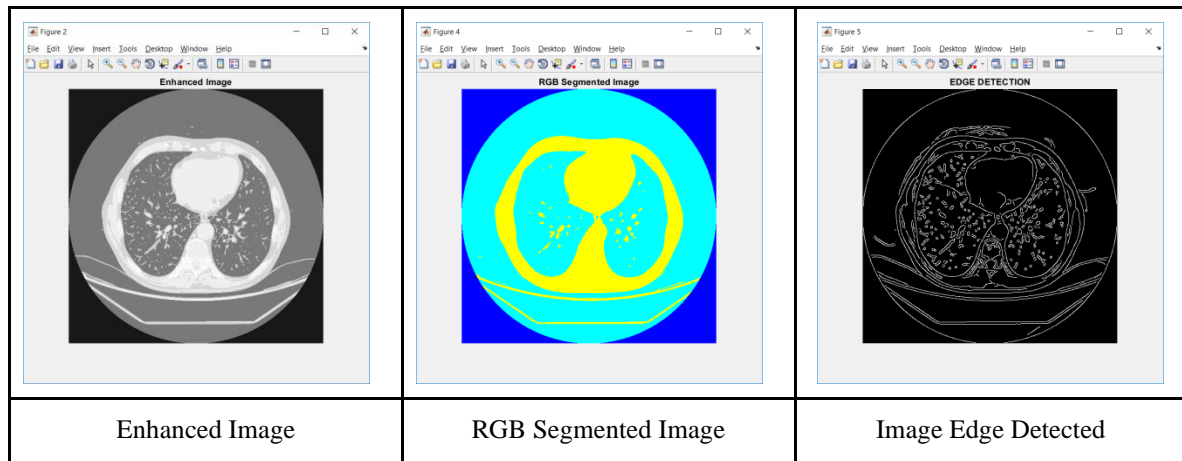 Figure 2
File Edit View Insert Tools Desktop Window Help
Enhanced Image
Figure 4
File Edit View Insert Tools Desktop Window Help
RGB Segmented Image
Figure 5
File Edit View Insert Tools Desktop Window Help
EDGE DETECTION
Enhanced Image
RGB Segmented Image
Image Edge Detected